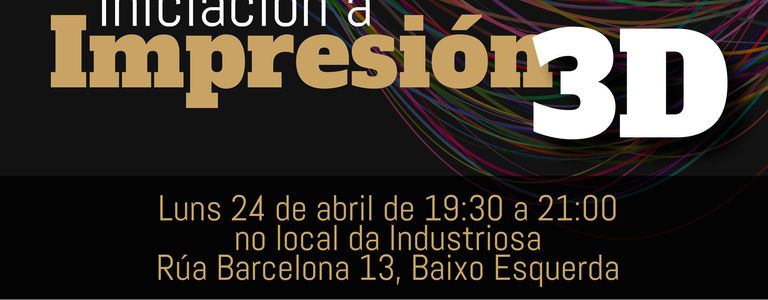 Iniciación á
Impresión 3D
Luns 24 de abril de 19:30 a 21:00
no local da Industriosa
Rúa Barcelona 13, Baixo Esquerda